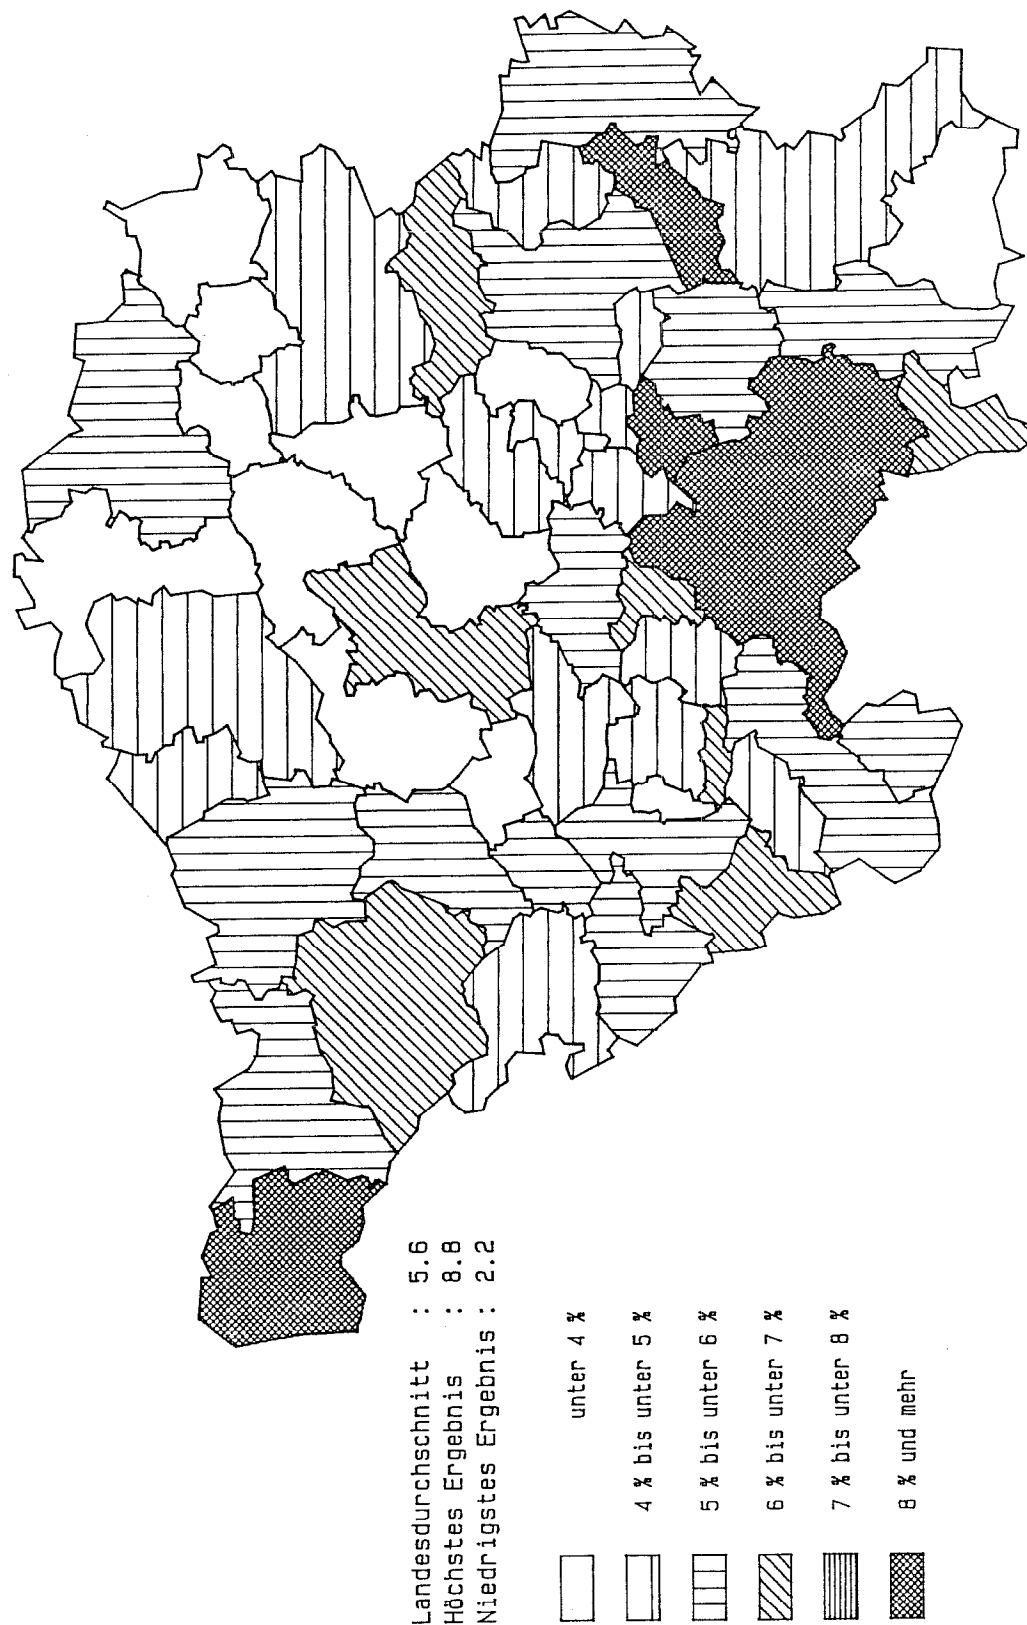 Landesdurchschnitt : 5.6
Höchstes Ergebnis : 8.8
Niedrigstes Ergebnis : 2.2
unter 4 %
4 % bis unter 5 %
5 % bis unter 6 %
6 % bis unter 7 %
7 % bis unter 8 %
8 % und mehr